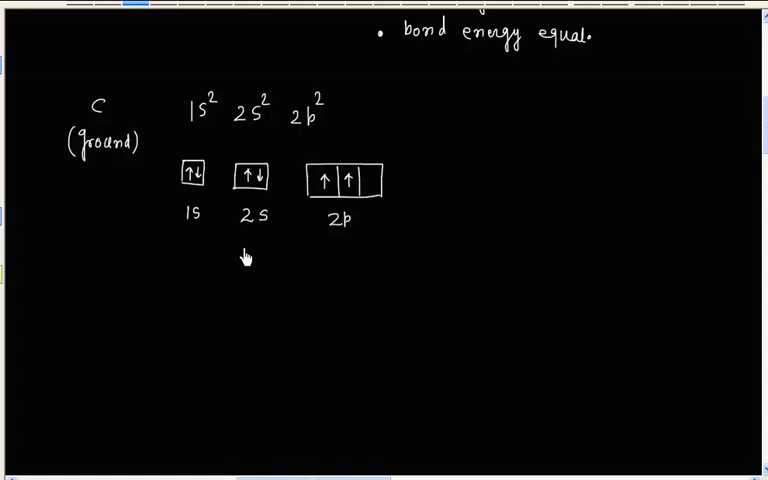 • bond energy equal.
C 1s² 2s² 2p²
(ground)
↑↓ ↑↓ ↑ ↑
1s 2s 2p